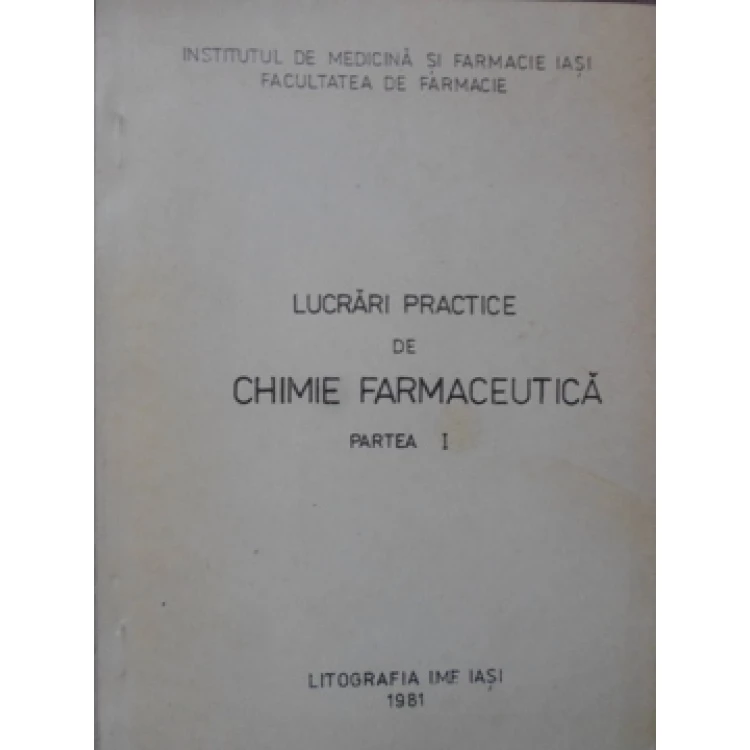 INSTITUTUL DE MEDICINĂ ȘI FARMACIE IAȘI
FACULTATEA DE FARMACIE
LUCRĂRI PRACTICE
DE
CHIMIE FARMACEUTICĂ
PARTEA I
LITOGRAFIA IMF IAȘI
1981